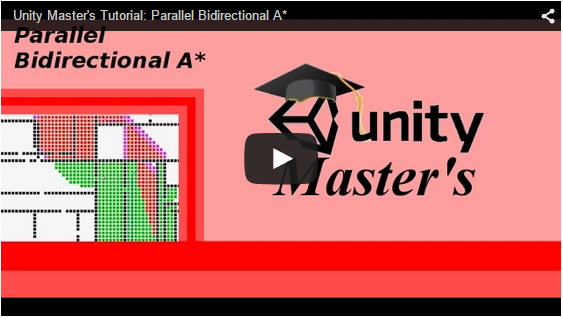 Unity Master's Tutorial: Parallel Bidirectional A*
Parallel
Bidirectional A*
unity
Master's